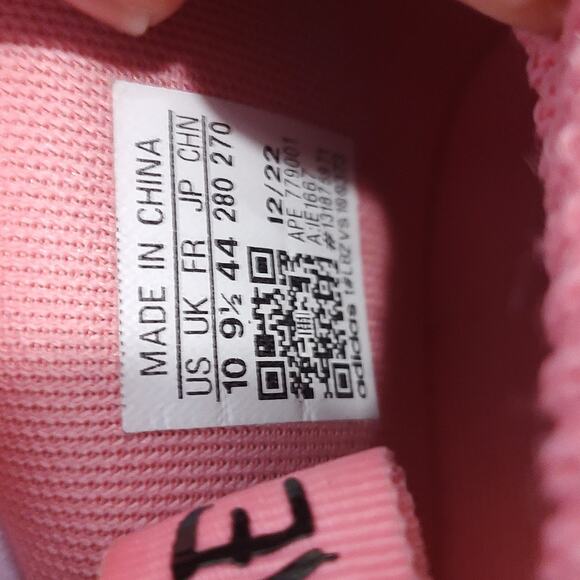 MADE IN CHINA
US UK FR JP CHN
10 9½ 44 280 270
12/22
APE 779001
adidas